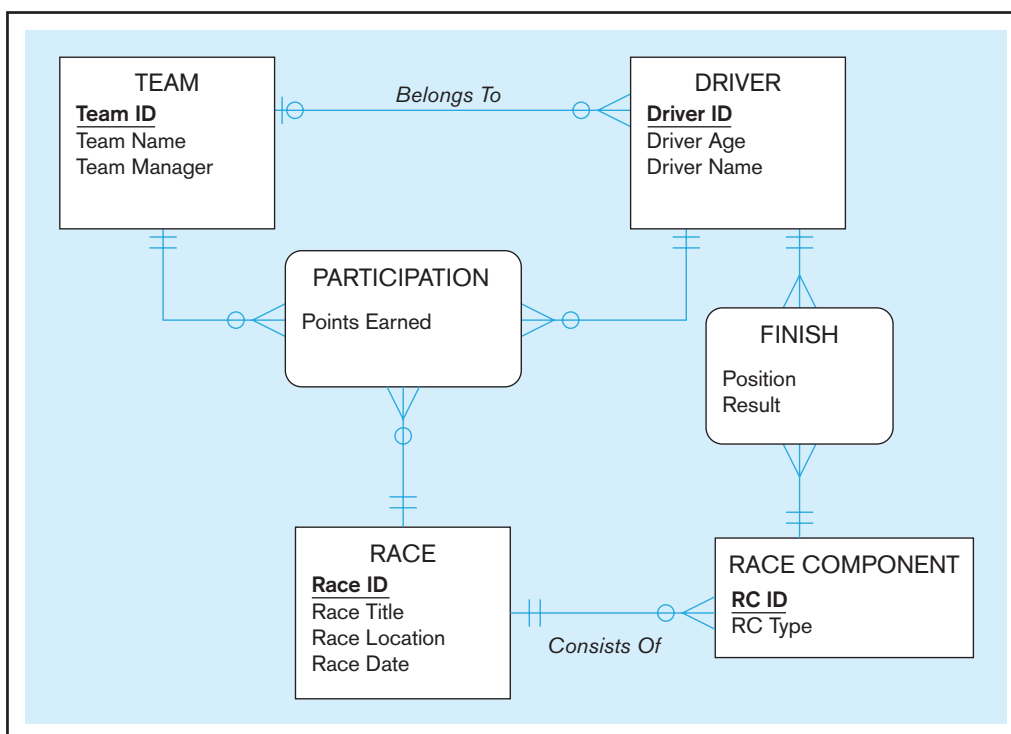 TEAM
Team ID
Team Name
Team Manager
Belongs To
DRIVER
Driver ID
Driver Age
Driver Name
PARTICIPATION
Points Earned
FINISH
Position
Result
RACE
Race ID
Race Title
Race Location
Race Date
Consists Of
RACE COMPONENT
RC ID
RC Type